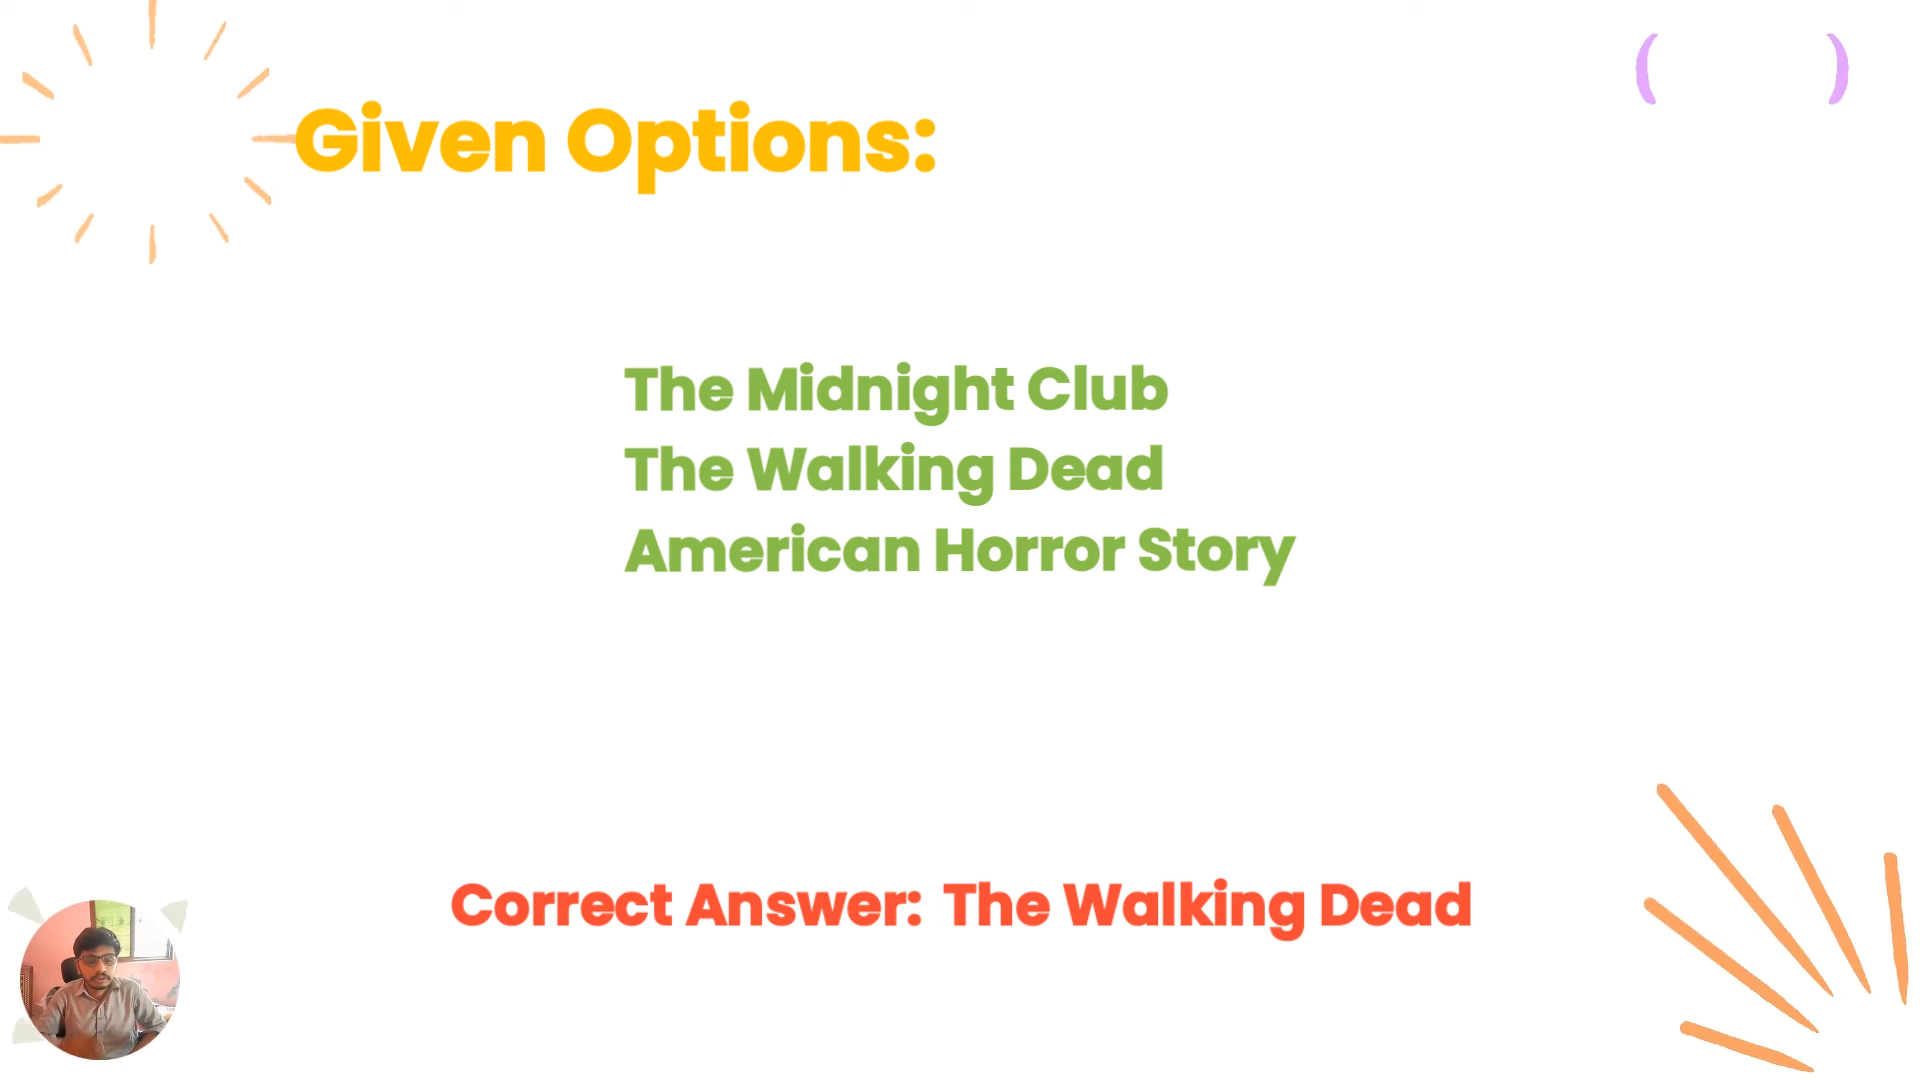 Given Options:
The Midnight Club
The Walking Dead
American Horror Story
Correct Answer: The Walking Dead